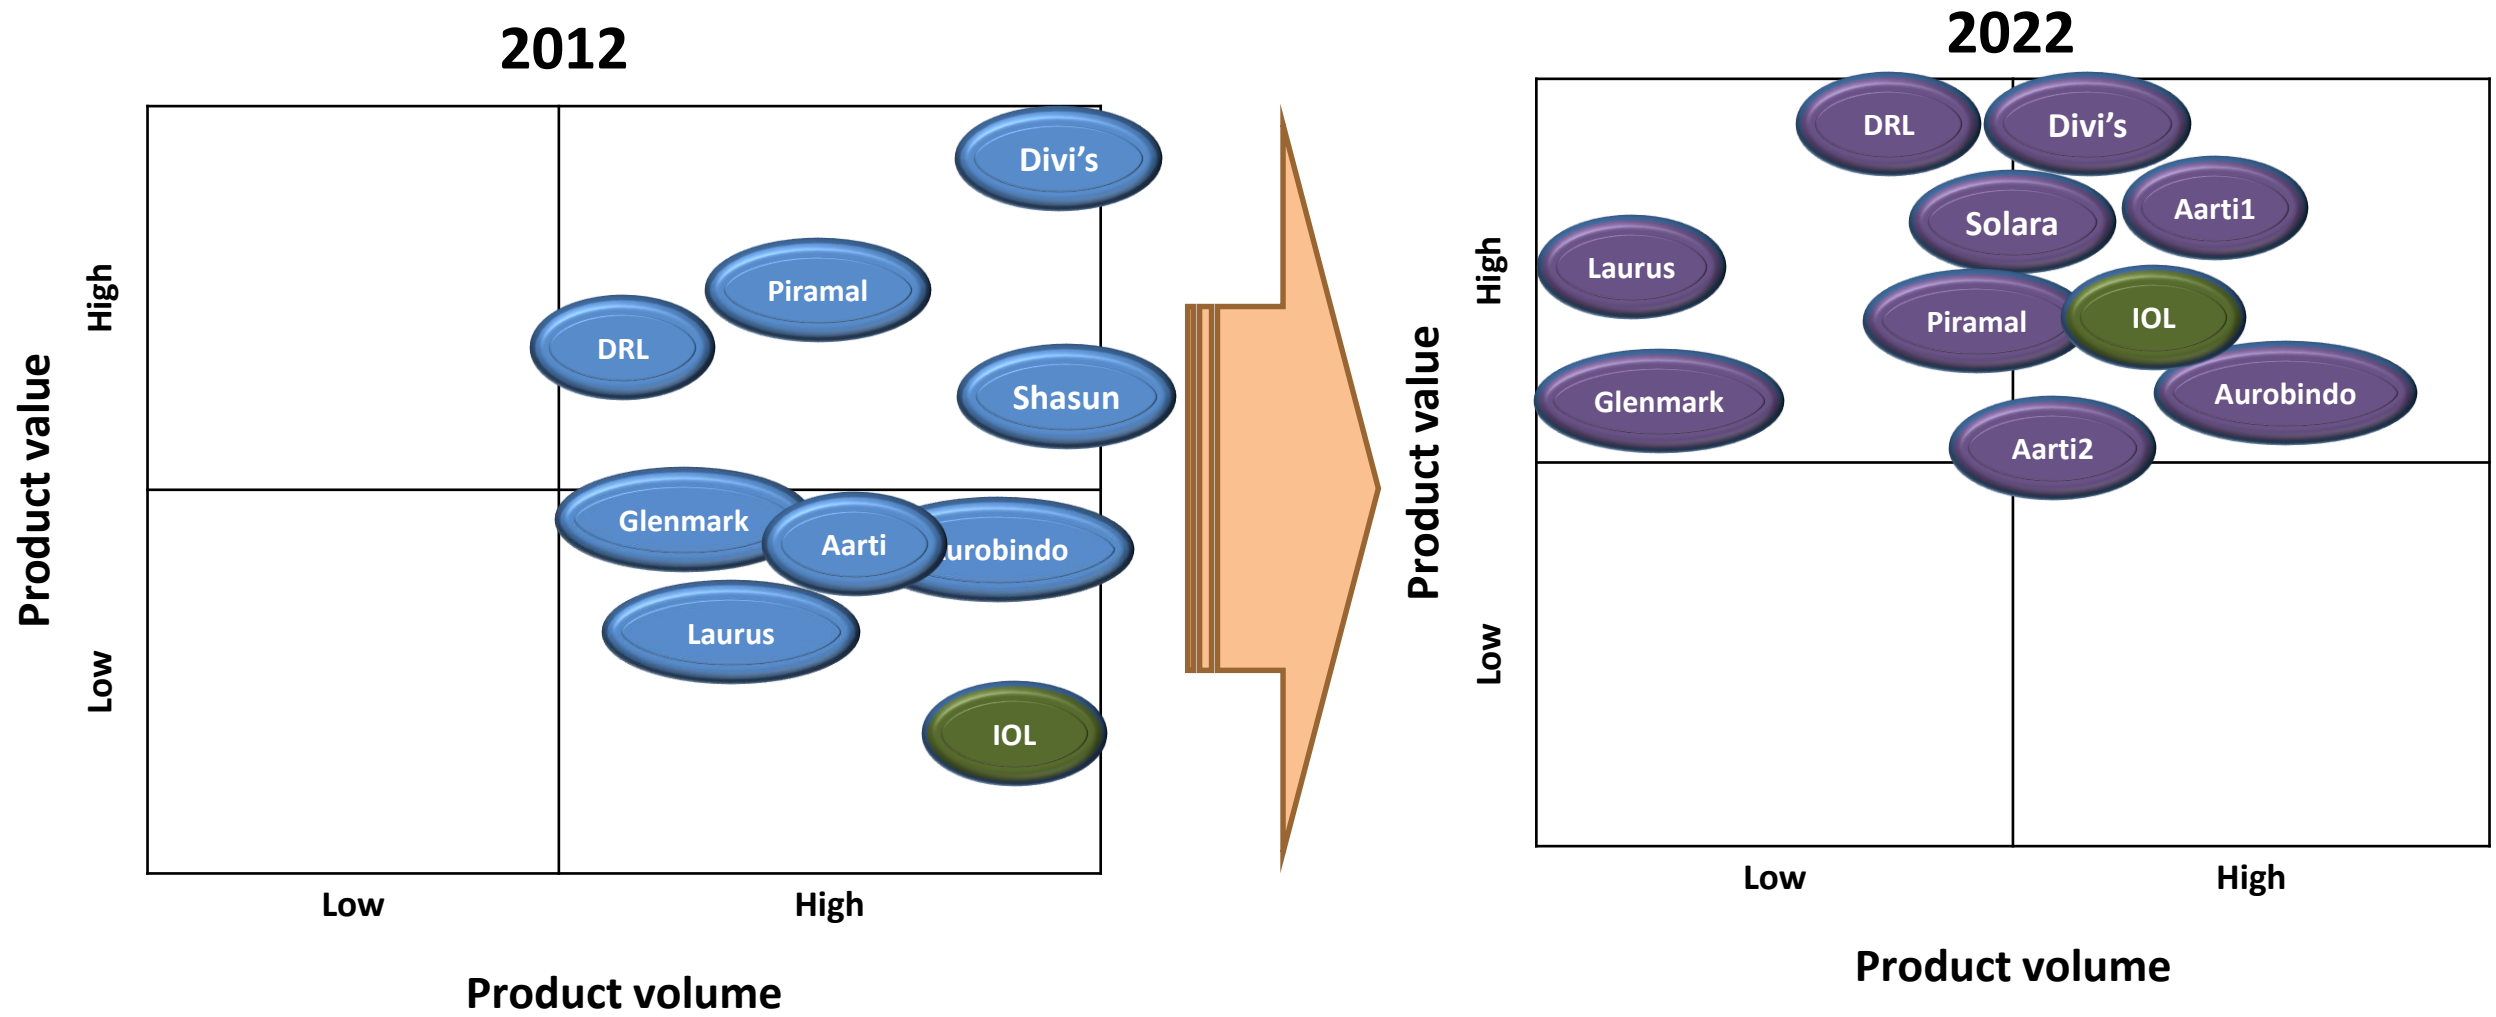 2012
Divi’s
Piramal
DRL
Shasun
Glenmark
Aarti
urobindo
Laurus
IOL
High
Low
Product value
Low
High
Product volume
2022
DRL
Divi’s
Aarti1
Solara
Laurus
Piramal
IOL
Aurobindo
Glenmark
Aarti2
High
Low
Product value
Low
High
Product volume